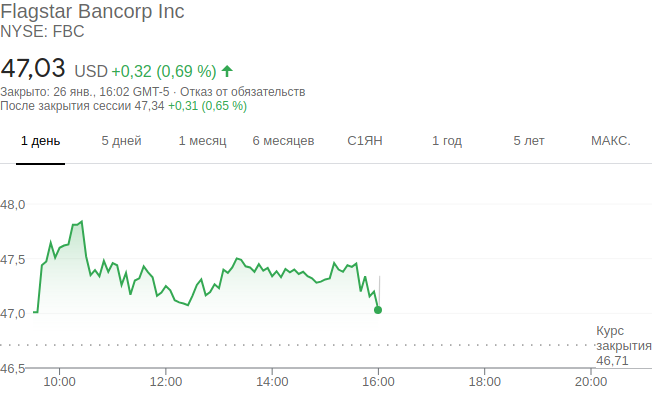 Flagstar Bancorp Inc
NYSE: FBC
47,03 USD +0,32 (0,69 %)
Закрыто: 26 янв., 16:02 GMT-5 · Отказ от обязательств
После закрытия сессии 47,34 +0,31 (0,65 %)
1 день 5 дней 1 месяц 6 месяцев С1ЯН 1 год 5 лет МАКС.
48,0
47,5
47,0
Курс
закрытия
46,71
46,5
10:00 12:00 14:00 16:00 18:00 20:00